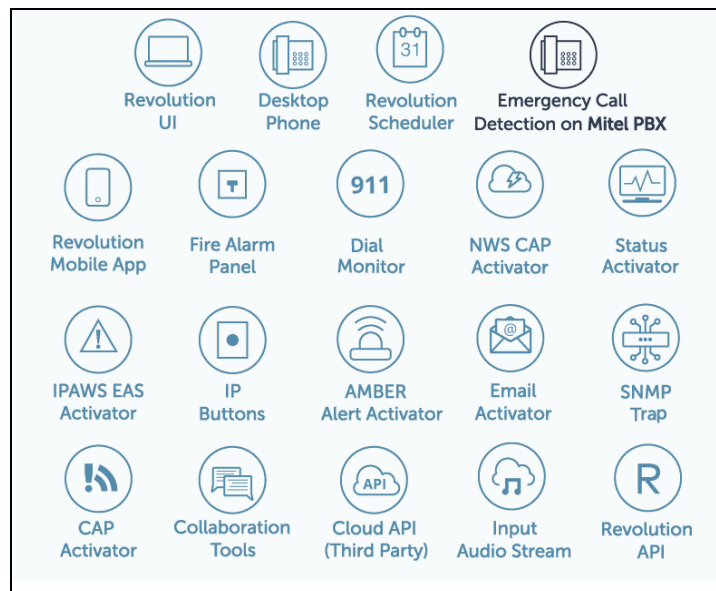 31
Revolution
UI
Desktop
Phone
Revolution
Scheduler
Emergency Call
Detection on Mitel PBX
911
Revolution
Mobile App
Fire Alarm
Panel
Dial
Monitor
NWS CAP
Activator
Status
Activator
!
@
IPAWS EAS
Activator
IP
Buttons
AMBER
Alert Activator
Email
Activator
SNMP
Trap
!
API
R
CAP
Activator
Collaboration
Tools
Cloud API
(Third Party)
Input
Audio Stream
Revolution
API